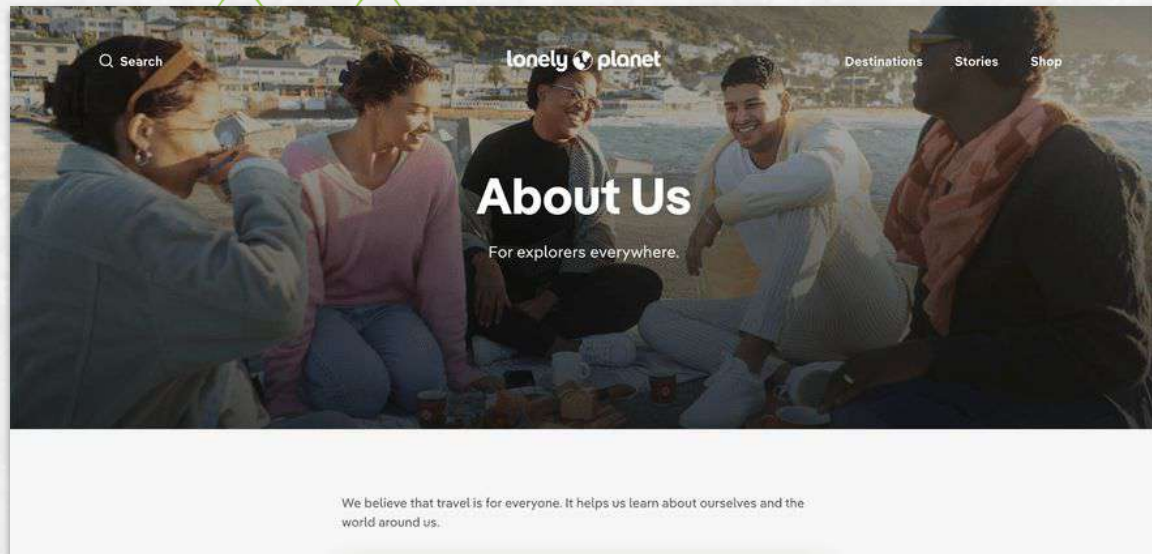 Search
lonely planet
Destinations Stories Shop
About Us
For explorers everywhere.
We believe that travel is for everyone. It helps us learn about ourselves and the
world around us.